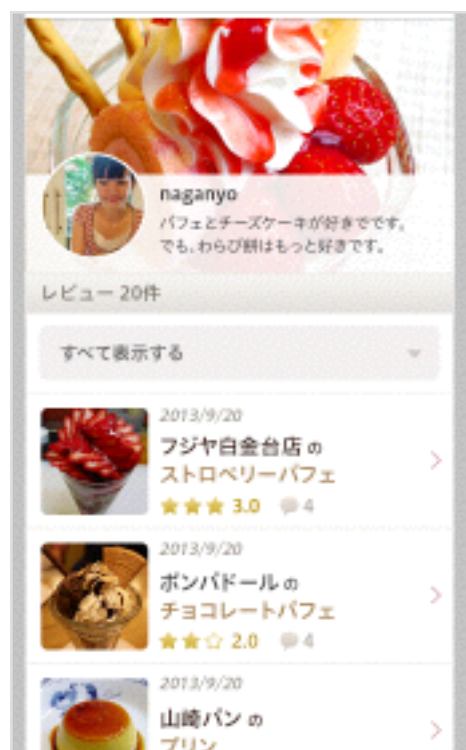 naganyo
パフェとチーズケーキが好きでです。
でも、わらび餅はもっと好きです。
レビュー 20件
すべて表示する
2013/9/20
フジヤ白金台店 の
ストロベリーパフェ
3.0 4
2013/9/20
ポンパドール の
チョコレートパフェ
2.0 4
2013/9/20
山崎パン の
プリン